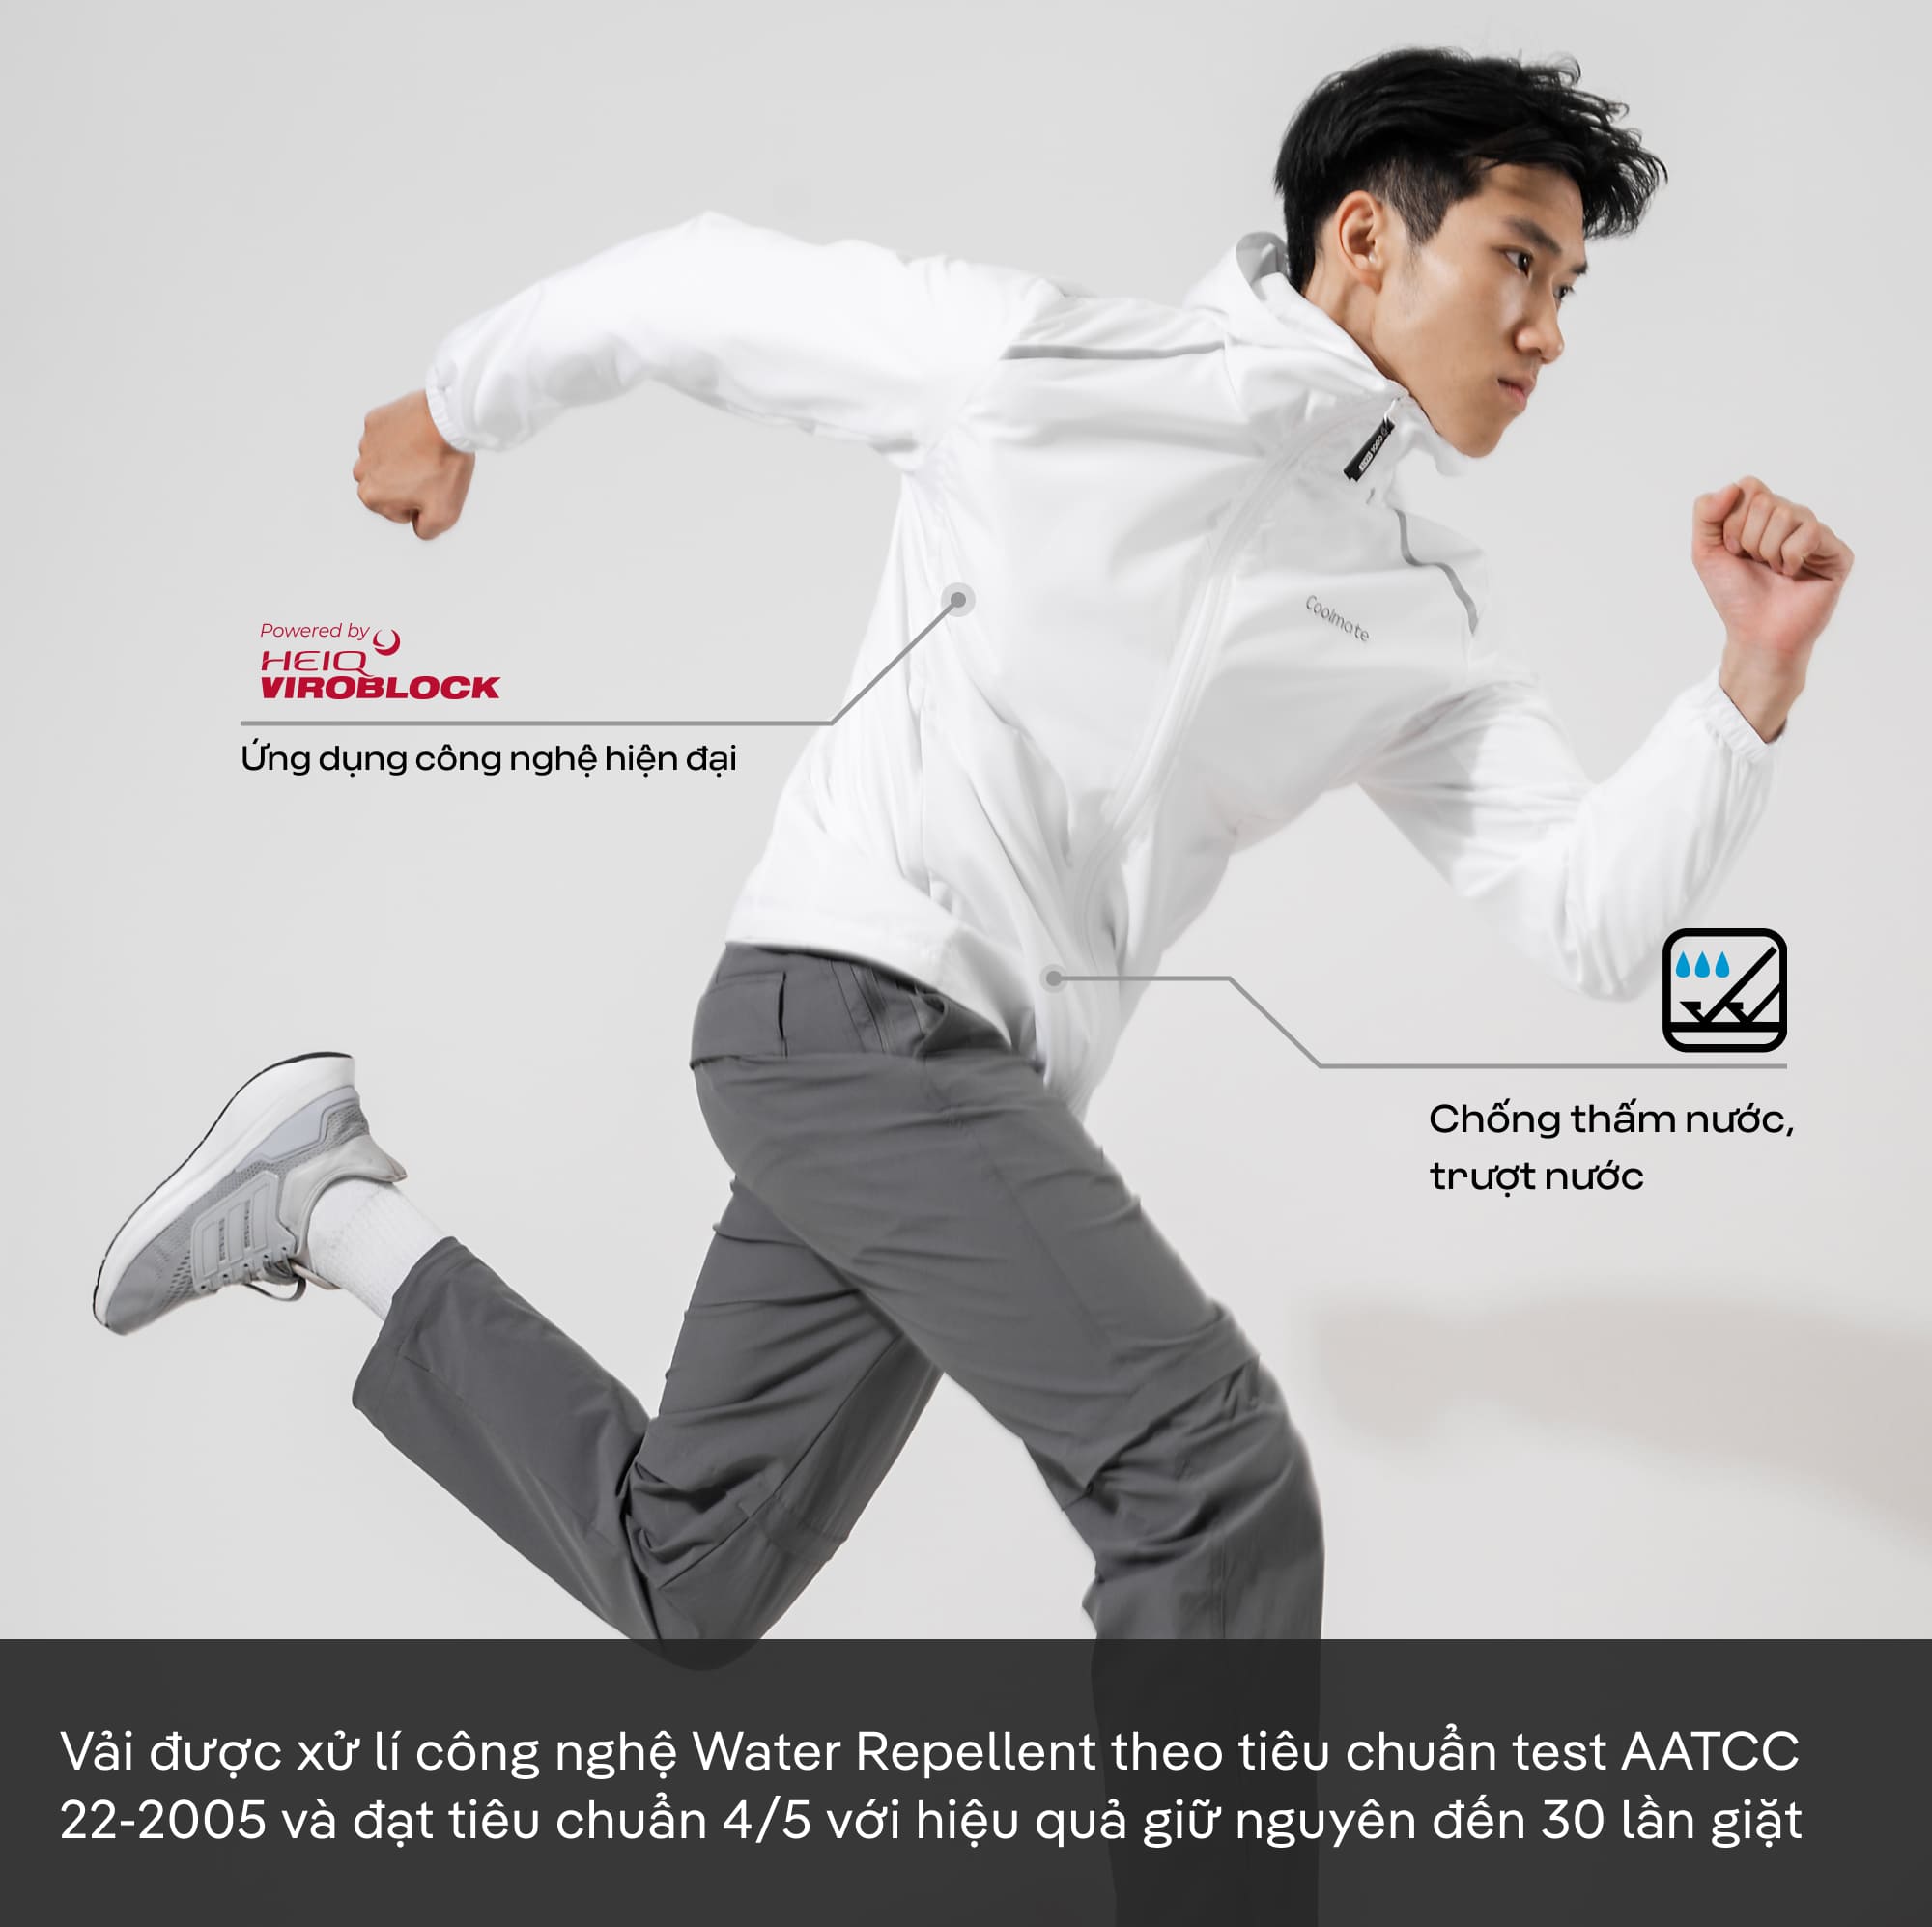 Powered by
HEIQ
VIROBLOCK
Ứng dụng công nghệ hiện đại
Coolmate
Chống thấm nước,
trượt nước
Vải được xử lí công nghệ Water Repellent theo tiêu chuẩn test AATCC
22-2005 và đạt tiêu chuẩn 4/5 với hiệu quả giữ nguyên đến 30 lần giặt